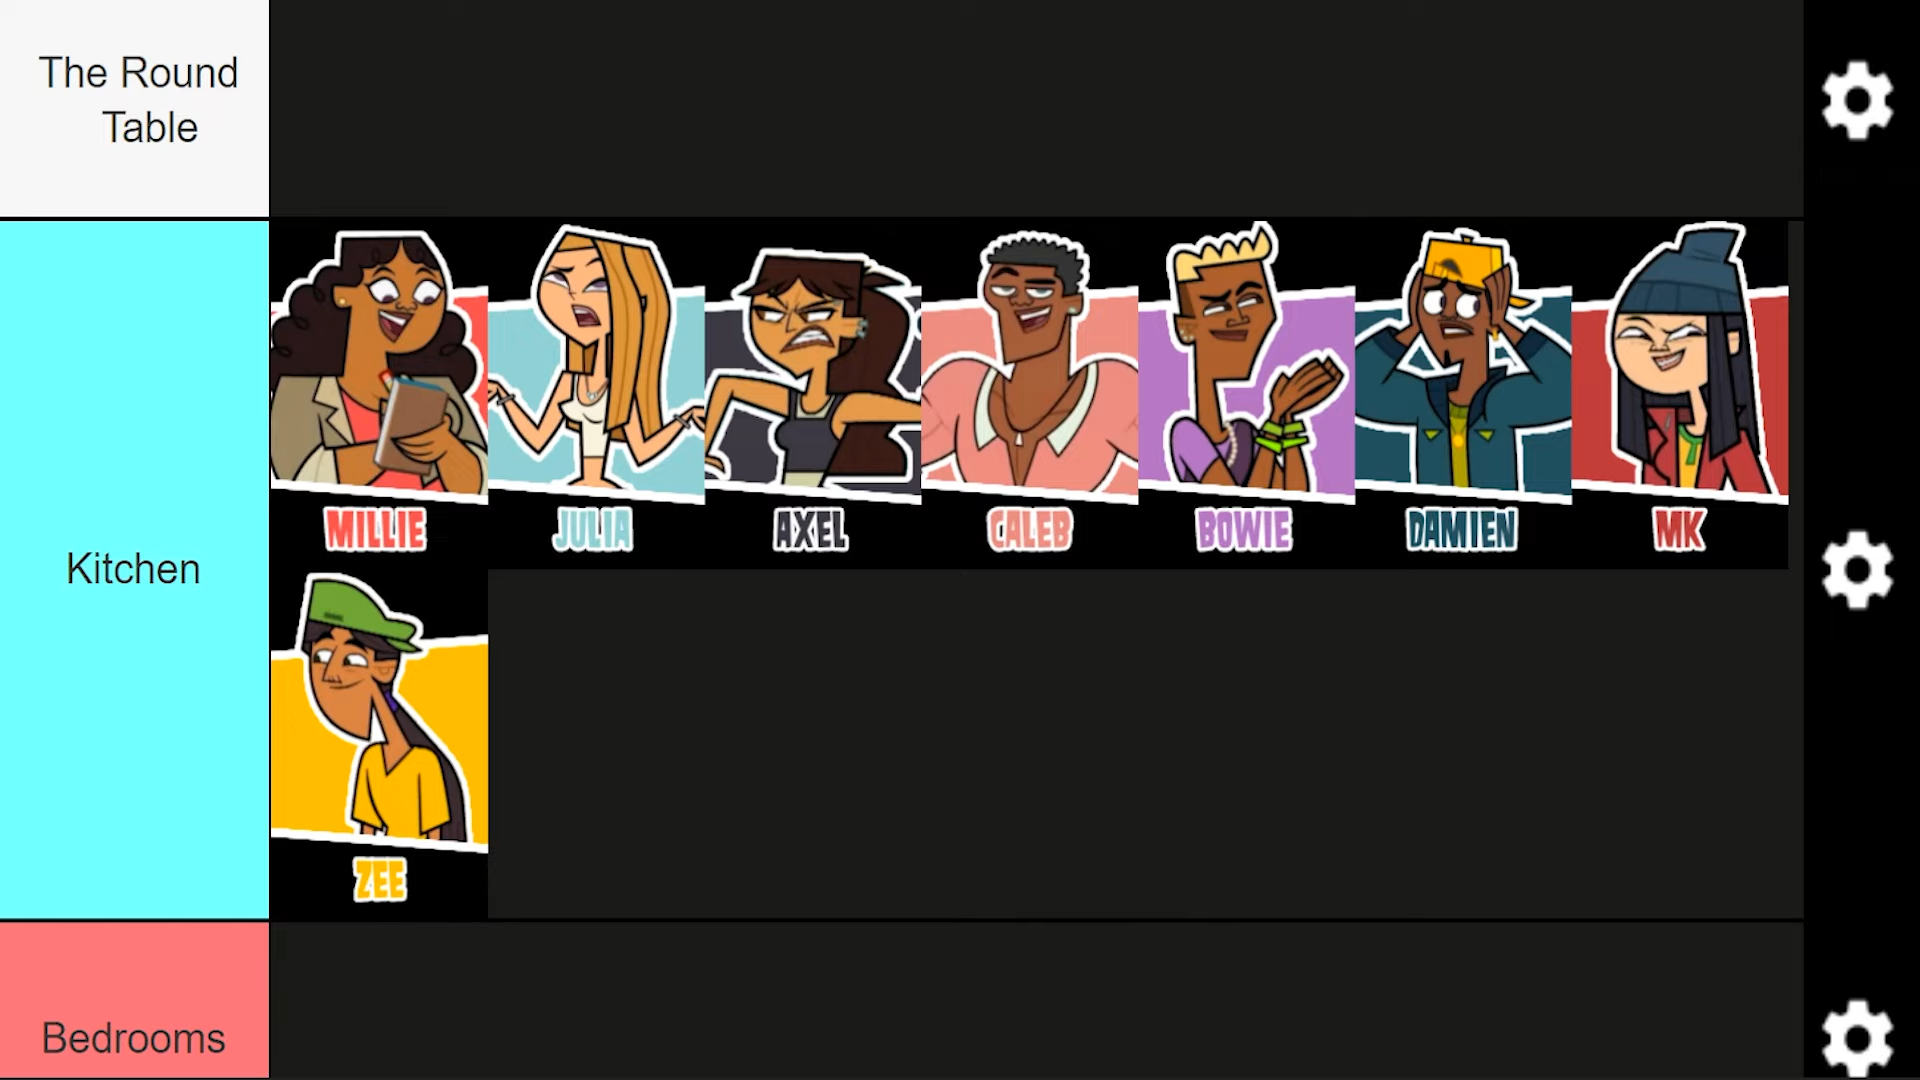 The Round
Table
Kitchen
MILLIE
JULIA
AXEL
CALEB
BOWIE
DAMIEN
MK
ZEE
Bedrooms